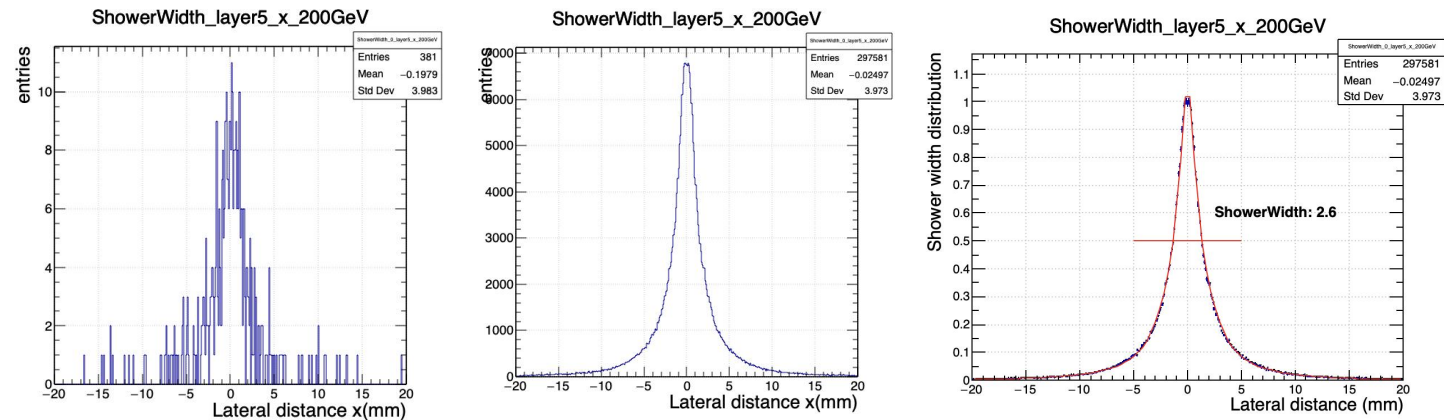 ShowerWidth_layer5_x_200GeV
ShowerWidth_0_layer5_x_200GeV
Entries 381
Mean −0.1979
Std Dev 3.983
entries
10
8
6
4
2
0
−20 −15 −10 −5 0 5 10 15 20
Lateral distance x(mm)
ShowerWidth_layer5_x_200GeV
ShowerWidth_0_layer5_x_200GeV
Entries 297581
Mean −0.02497
Std Dev 3.973
entries
7000
6000
5000
4000
3000
2000
1000
0
−20 −15 −10 −5 0 5 10 15 20
Lateral distance x(mm)
ShowerWidth_layer5_x_200GeV
ShowerWidth_0_layer5_x_200GeV
Entries 297581
Mean −0.02497
Std Dev 3.973
Shower width distribution
1.1
1
0.9
0.8
0.7
0.6
0.5
0.4
0.3
0.2
0.1
0
ShowerWidth: 2.6
−20 −15 −10 −5 0 5 10 15 20
Lateral distance (mm)